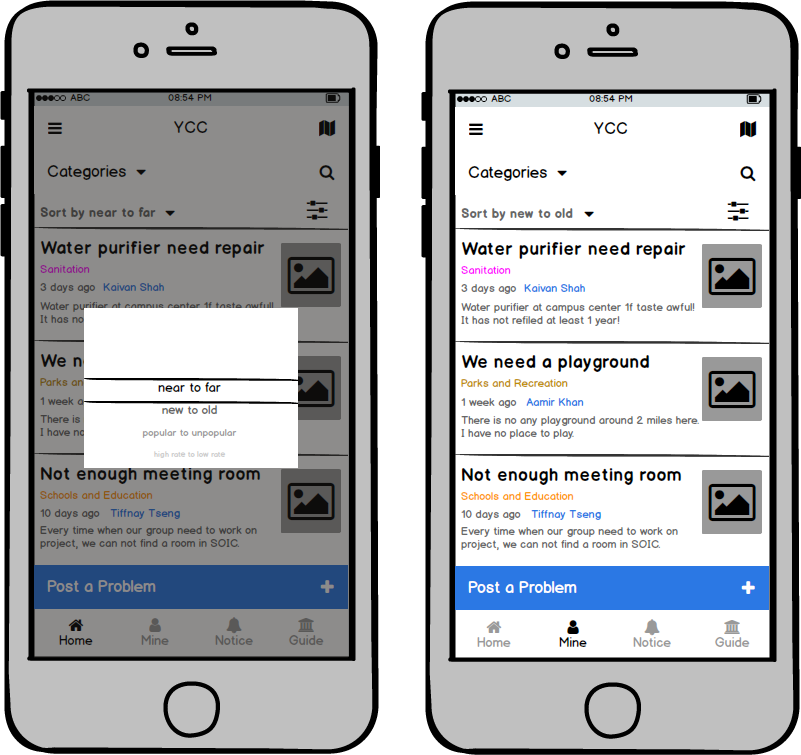 ABC 08:54 PM
YCC
Categories
Sort by near to far
Water purifier need repair
Sanitation
3 days ago Kaivan Shah
Water purifier at campus center 1f taste awful!
It has no
We n
Parks an
1 week a
There is
I have no
near to far
new to old
popular to unpopular
high rate to low rate
Not enough meeting room
Schools and Education
10 days ago Tiffnay Tseng
Every time when our group need to work on
project, we can not find a room in SOIC.
Post a Problem
Home Mine Notice Guide
ABC 08:54 PM
YCC
Categories
Sort by new to old
Water purifier need repair
Sanitation
3 days ago Kaivan Shah
Water purifier at campus center 1f taste awful!
It has not refiled at least 1 year!
We need a playground
Parks and Recreation
1 week ago Aamir Khan
There is no any playground around 2 miles here.
I have no place to play.
Not enough meeting room
Schools and Education
10 days ago Tiffnay Tseng
Every time when our group need to work on
project, we can not find a room in SOIC.
Post a Problem
Home Mine Notice Guide